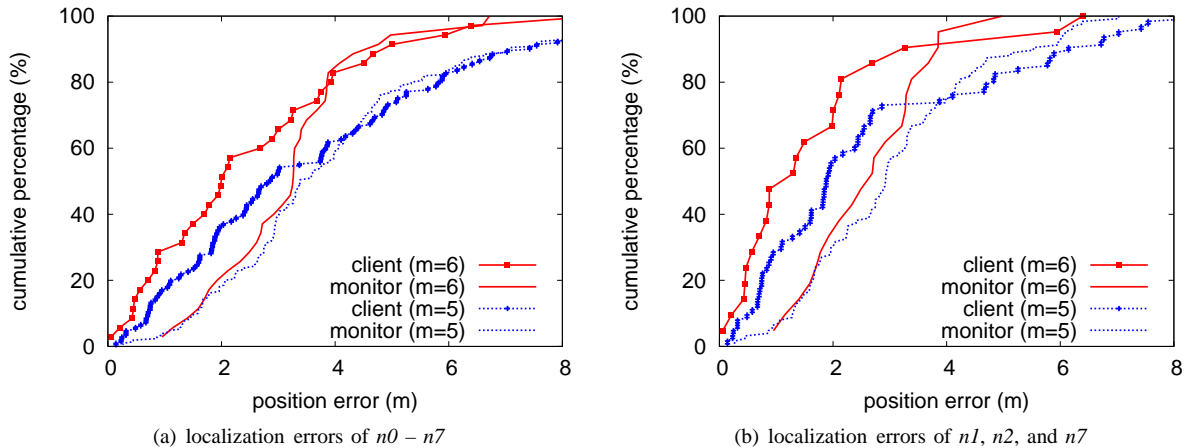 cumulative percentage (%)
100
80
60
40
20
0
client (m=6)
monitor (m=6)
client (m=5)
monitor (m=5)
0 2 4 6 8
position error (m)
(a) localization errors of n0 – n7
cumulative percentage (%)
100
80
60
40
20
0
client (m=6)
monitor (m=6)
client (m=5)
monitor (m=5)
0 2 4 6 8
position error (m)
(b) localization errors of n1, n2, and n7